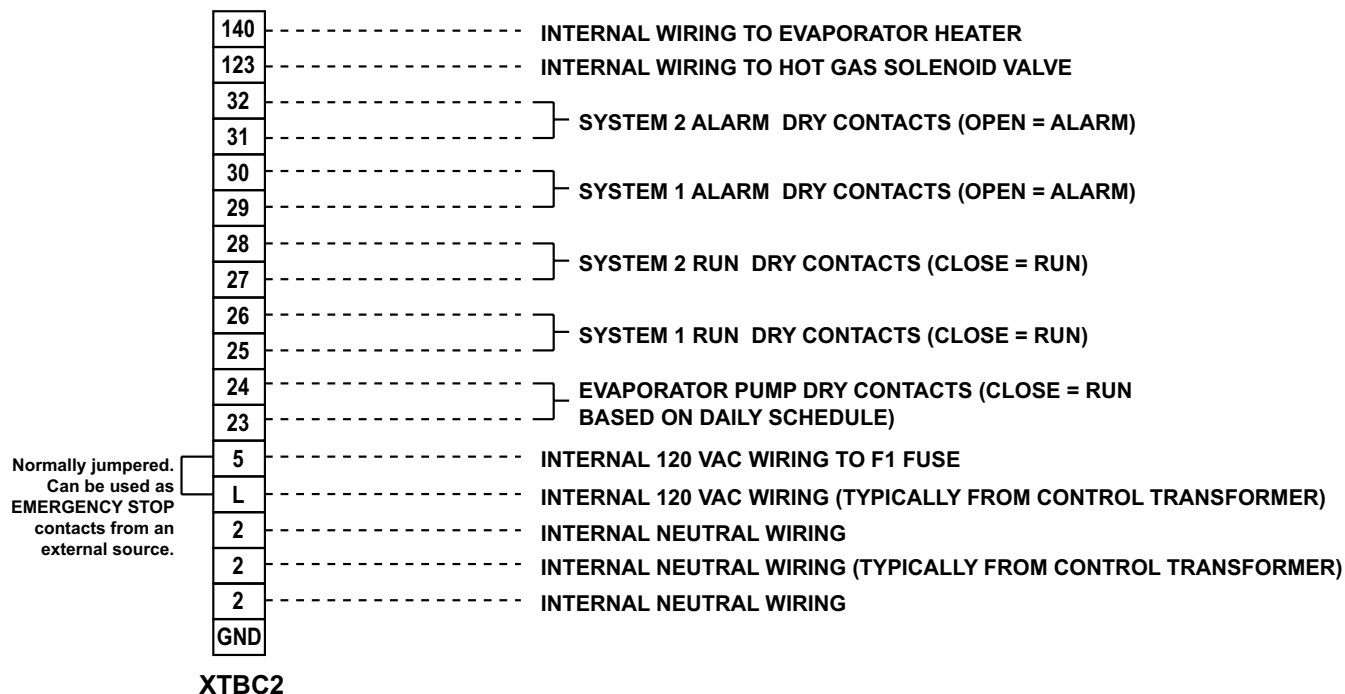 140 INTERNAL WIRING TO EVAPORATOR HEATER
123 INTERNAL WIRING TO HOT GAS SOLENOID VALVE
32
SYSTEM 2 ALARM DRY CONTACTS (OPEN = ALARM)
31
30
SYSTEM 1 ALARM DRY CONTACTS (OPEN = ALARM)
29
28
SYSTEM 2 RUN DRY CONTACTS (CLOSE = RUN)
27
26
SYSTEM 1 RUN DRY CONTACTS (CLOSE = RUN)
25
24
EVAPORATOR PUMP DRY CONTACTS (CLOSE = RUN
BASED ON DAILY SCHEDULE)
23
5 INTERNAL 120 VAC WIRING TO F1 FUSE
L INTERNAL 120 VAC WIRING (TYPICALLY FROM CONTROL TRANSFORMER)
Normally jumpered.
Can be used as
EMERGENCY STOP
contacts from an
external source.
2 INTERNAL NEUTRAL WIRING
2 INTERNAL NEUTRAL WIRING (TYPICALLY FROM CONTROL TRANSFORMER)
2 INTERNAL NEUTRAL WIRING
GND
XTBC2